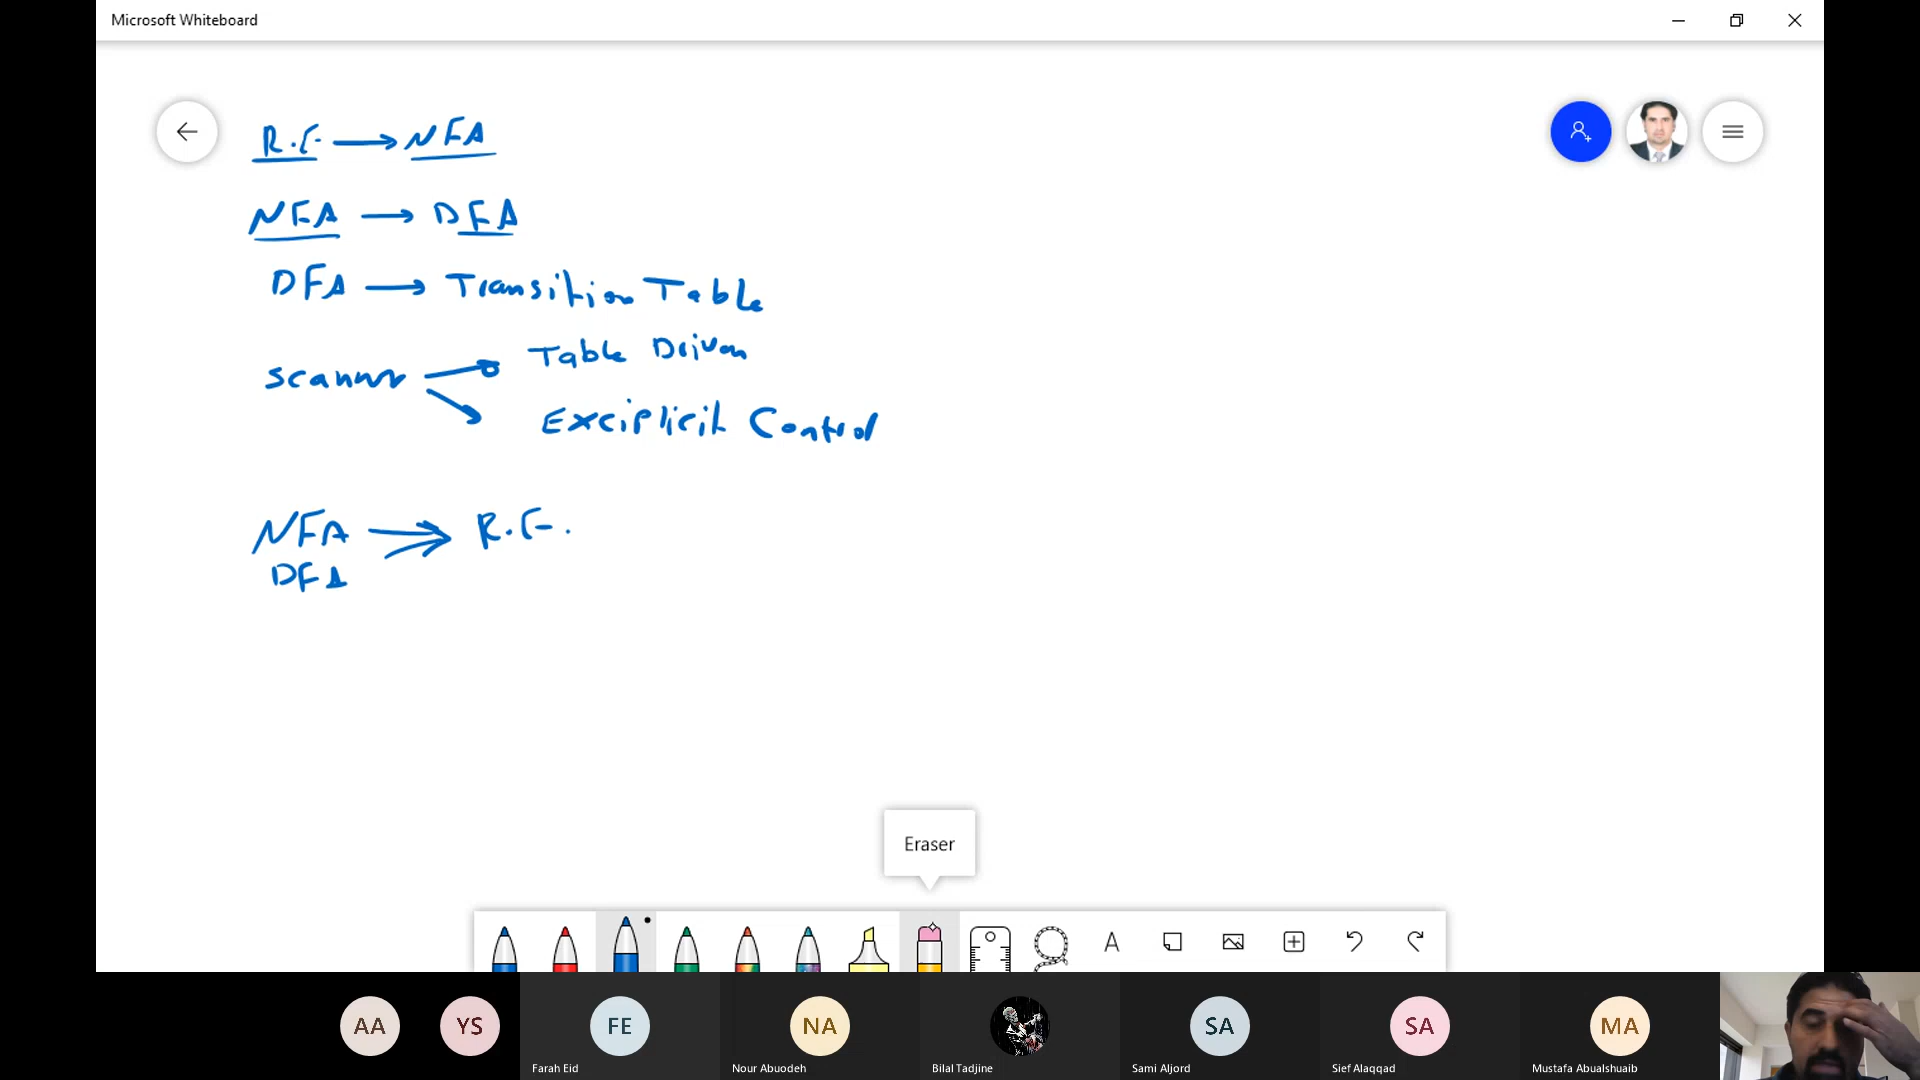 Microsoft Whiteboard
R.E → NFA
NFA → DFA
DFA → Transition Table
Scanner
Table Driven
Exciplicit Control
NFA ⇒ R.E.
DFA
Eraser
A
AA
YS
FE
NA
SA
SA
MA
Farah Eid
Nour Abuodeh
Bilal Tadjine
Sami Aljord
Sief Alaqqad
Mustafa Abualshuaib